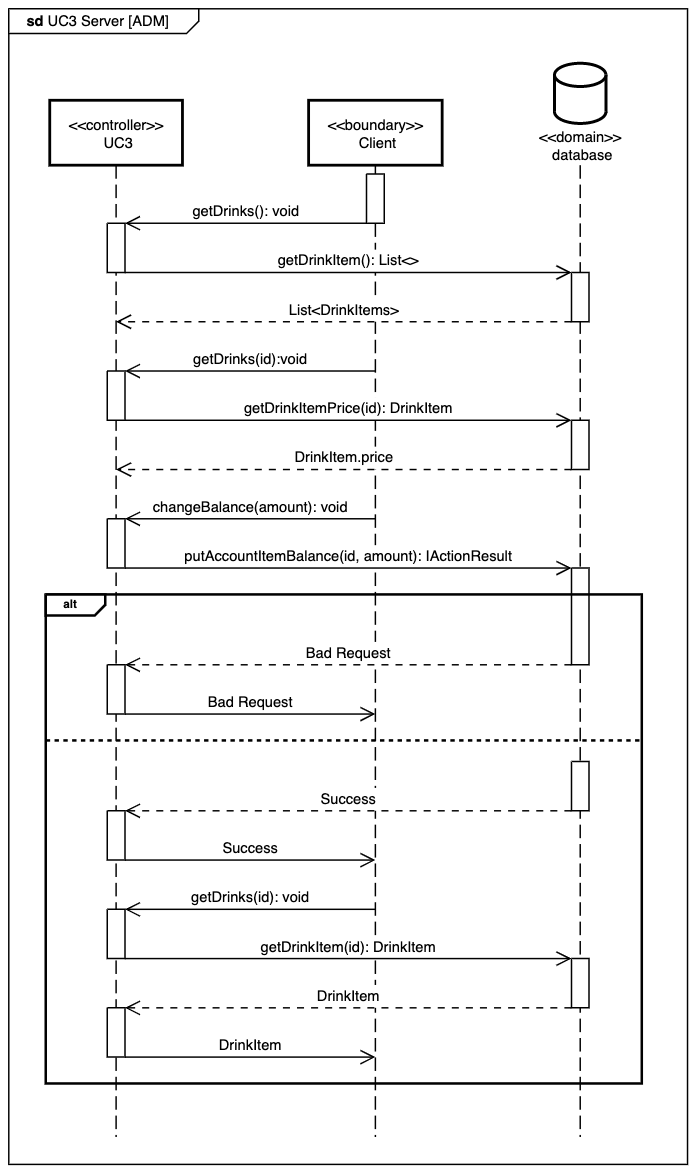 sd UC3 Server [ADM]
<<controller>>
UC3
<<boundary>>
Client
<<domain>>
database
getDrinks(): void
getDrinkItem(): List<>
List<DrinkItems>
getDrinks(id):void
getDrinkItemPrice(id): DrinkItem
DrinkItem.price
changeBalance(amount): void
putAccountItemBalance(id, amount): IActionResult
alt
Bad Request
Bad Request
Success
Success
getDrinks(id): void
getDrinkItem(id): DrinkItem
DrinkItem
DrinkItem